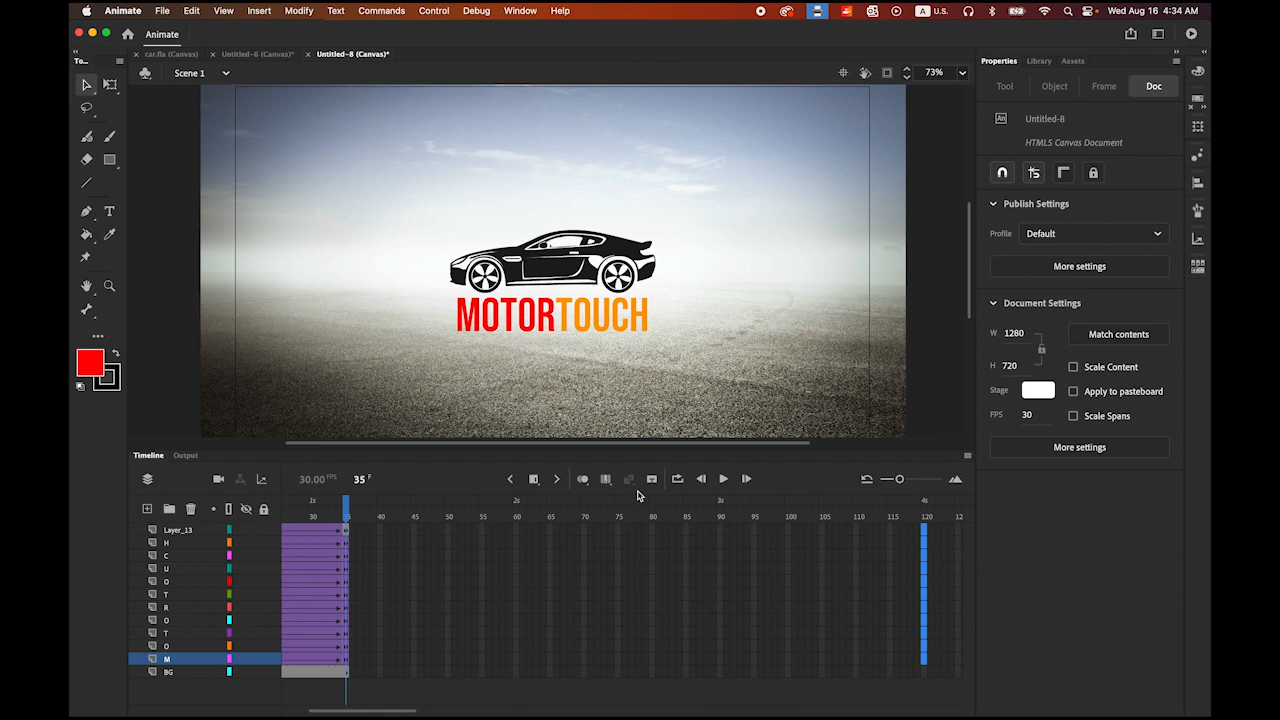 Animate File Edit View Insert Modify Text Commands Control Debug Window Help A U.S. Wed Aug 16 4:34 AM
Animate
To... car.fla (Canvas) Untitled-6 (Canvas)* Untitled-8 (Canvas)* Properties Library Assets
Scene 1 73%
Tool Object Frame Doc
An Untitled-8
HTML5 Canvas Document
Publish Settings
Profile Default
More settings
Document Settings
W 1280 Match contents
H 720 Scale Content
Stage Apply to pasteboard
FPS 30 Scale Spans
More settings
MOTORTOUCH
Timeline Output
30.00 FPS 35 F
1s 2s 3s 4s
30 35 40 45 50 55 60 65 70 75 80 85 90 95 100 105 110 115 120 12
Layer_13
H
C
U
O
T
R
O
T
O
M
BG